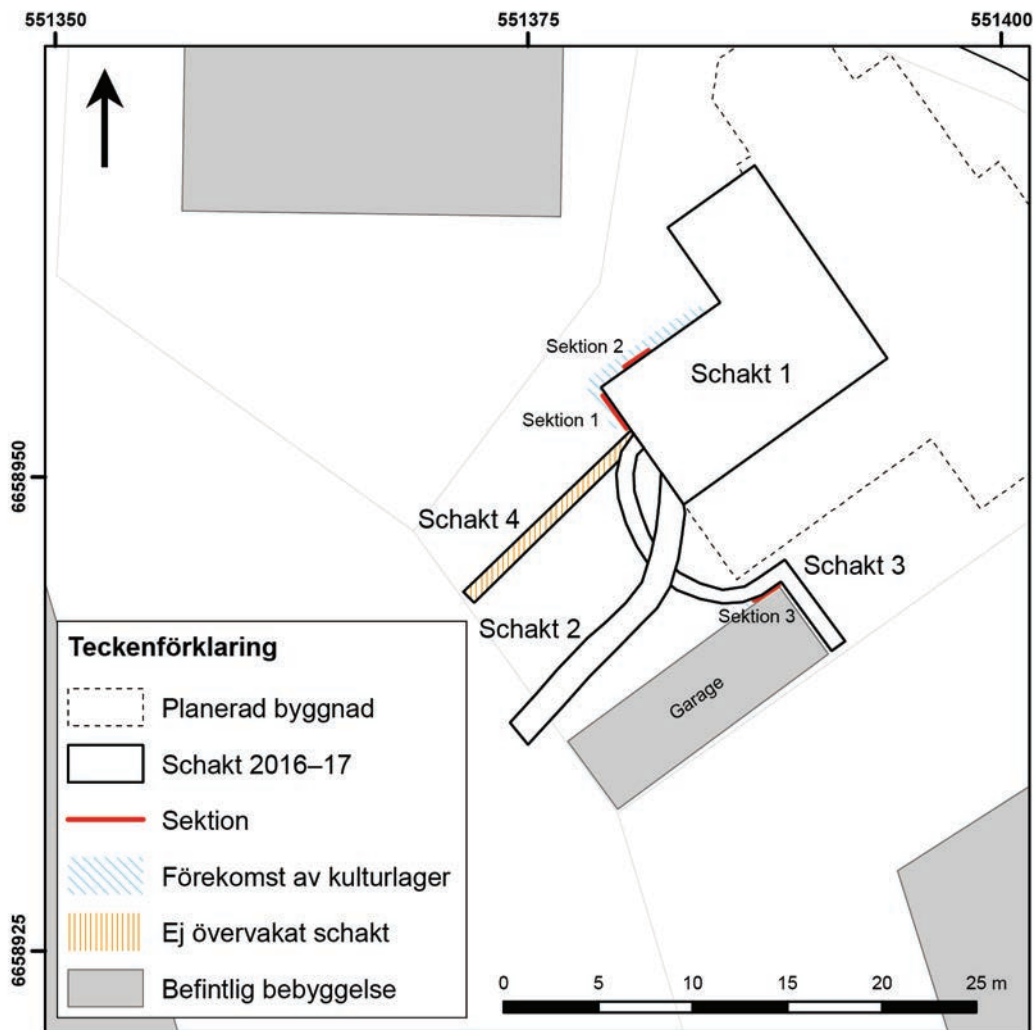 551350
551375
551400
Sektion 2
Schakt 1
Sektion 1
6658950
Schakt 4
Schakt 3
Sektion 3
Schakt 2
Garage
Teckenförklaring
Planerad byggnad
Schakt 2016–17
Sektion
Förekomst av kulturlager
Ej övervakat schakt
Befintlig bebyggelse
6658925
0 5 10 15 20 25 m